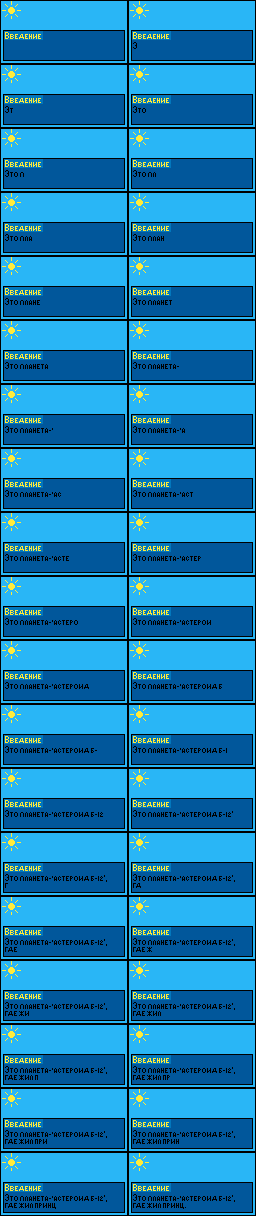 Введение
Введение
Э
Введение
Эт
Введение
Это
Введение
Это п
Введение
Это пл
Введение
Это пла
Введение
Это план
Введение
Это плане
Введение
Это планет
Введение
Это планета
Введение
Это планета-
Введение
Это планета-'
Введение
Это планета-'а
Введение
Это планета-'ас
Введение
Это планета-'аст
Введение
Это планета-'асте
Введение
Это планета-'астер
Введение
Это планета-'астеро
Введение
Это планета-'астерои
Введение
Это планета-'астероид
Введение
Это планета-'астероид Б
Введение
Это планета-'астероид Б-
Введение
Это планета-'астероид Б-1
Введение
Это планета-'астероид Б-12
Введение
Это планета-'астероид Б-12'
Введение
Это планета-'астероид Б-12',
г
Введение
Это планета-'астероид Б-12',
гд
Введение
Это планета-'астероид Б-12',
где
Введение
Это планета-'астероид Б-12',
где ж
Введение
Это планета-'астероид Б-12',
где жи
Введение
Это планета-'астероид Б-12',
где жил
Введение
Это планета-'астероид Б-12',
где жил п
Введение
Это планета-'астероид Б-12',
где жил пр
Введение
Это планета-'астероид Б-12',
где жил при
Введение
Это планета-'астероид Б-12',
где жил прин
Введение
Это планета-'астероид Б-12',
где жил принц
Введение
Это планета-'астероид Б-12',
где жил принц.